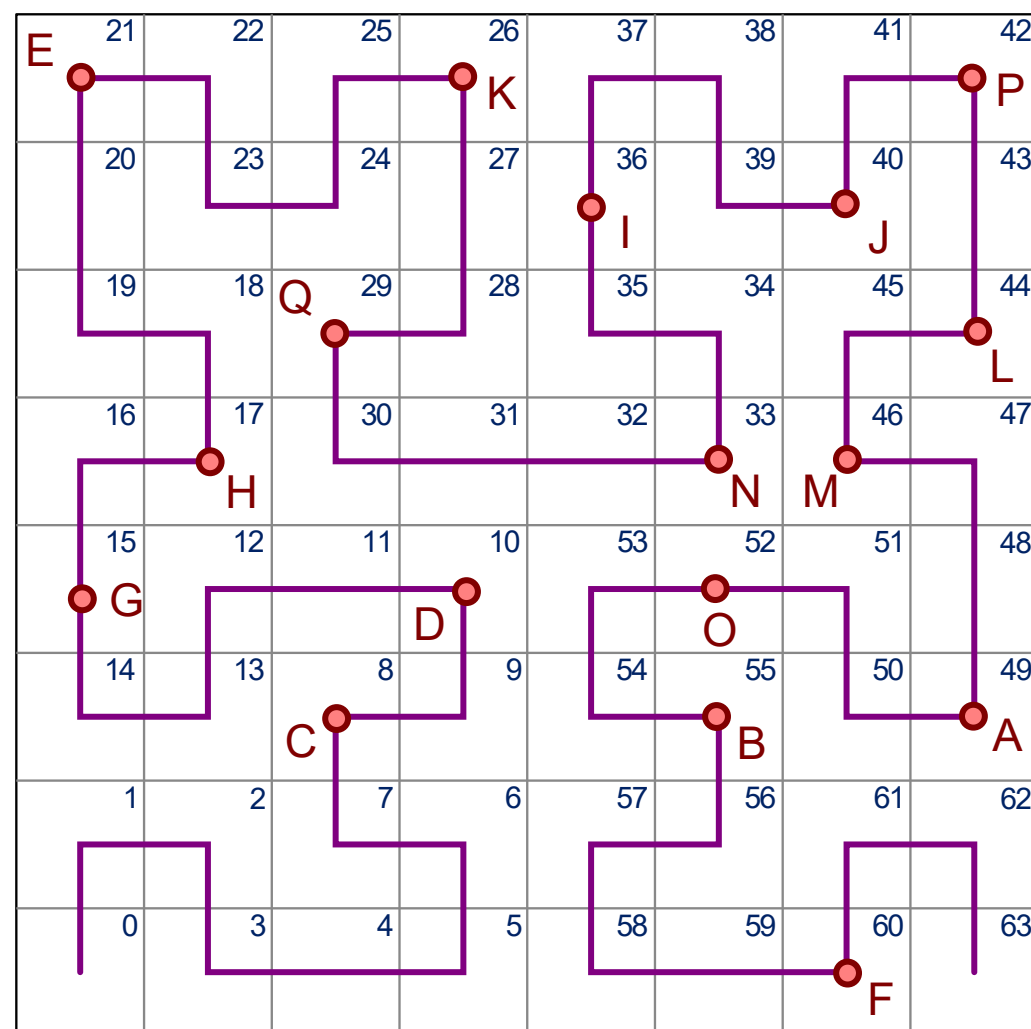 21 22 25 26 37 38 41 42
E
K P
20 23 24 27 36 39 40 43
I J
19 18 29 28 35 34 45 44
Q
L
16 17 30 31 32 33 46 47
H N M
15 12 11 10 53 52 51 48
G D O
14 13 8 9 54 55 50 49
C B A
1 2 7 6 57 56 61 62
0 3 4 5 58 59 60 63
F